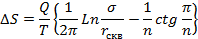 ΔS = Q/T {1/2π Ln σ/r_скв − 1/n ctg π/n}